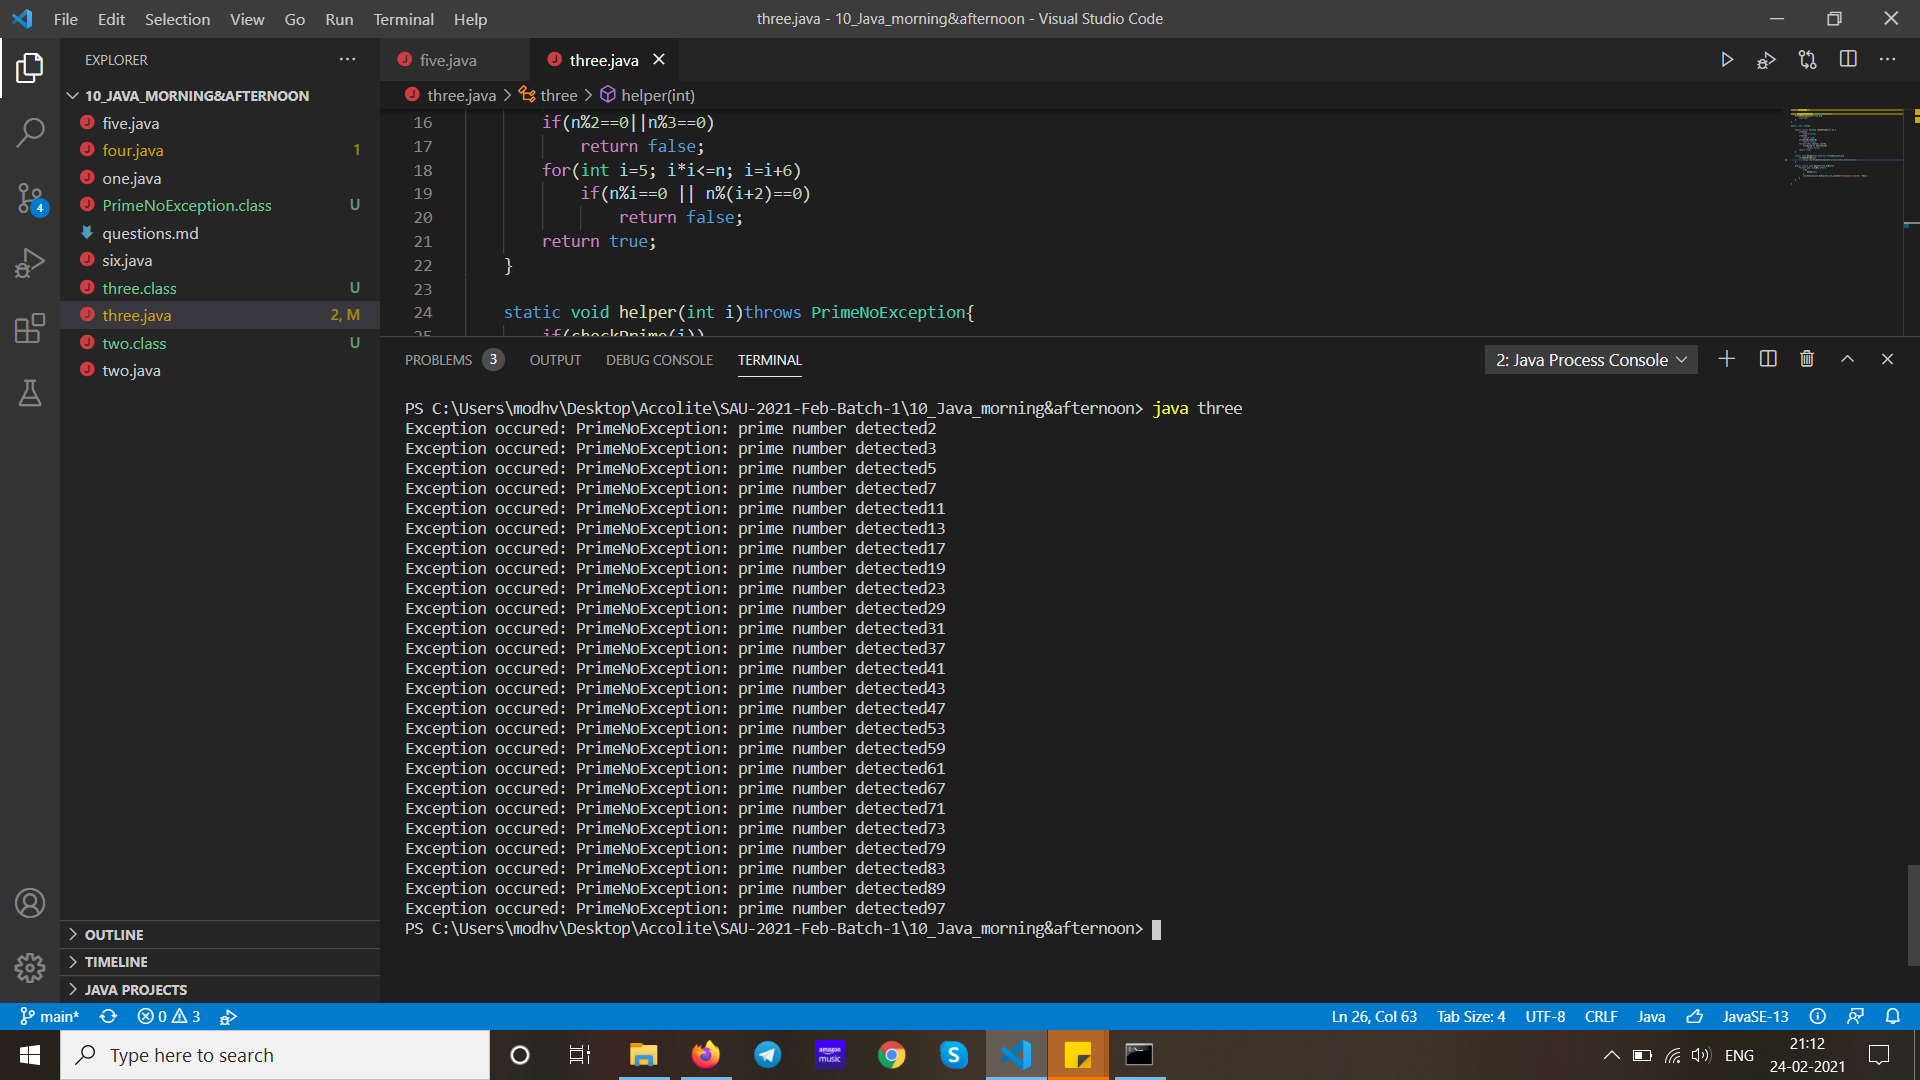 File Edit Selection View Go Run Terminal Help
three.java - 10_Java_morning&afternoon - Visual Studio Code
EXPLORER
10_JAVA_MORNING&AFTERNOON
five.java
four.java 1
one.java
PrimeNoException.class U
questions.md
six.java
three.class U
three.java 2, M
two.class U
two.java
OUTLINE
TIMELINE
JAVA PROJECTS
4
five.java three.java
three.java > three > helper(int)
16 if(n%2==0||n%3==0)
17 return false;
18 for(int i=5; i*i<=n; i=i+6)
19 if(n%i==0 || n%(i+2)==0)
20 return false;
21 return true;
22 }
23
24 static void helper(int i)throws PrimeNoException{
25 if(checkPrime(i))
PROBLEMS 3 OUTPUT DEBUG CONSOLE TERMINAL
2: Java Process Console
PS C:\Users\modhv\Desktop\Accolite\SAU-2021-Feb-Batch-1\10_Java_morning&afternoon> java three
Exception occured: PrimeNoException: prime number detected2
Exception occured: PrimeNoException: prime number detected3
Exception occured: PrimeNoException: prime number detected5
Exception occured: PrimeNoException: prime number detected7
Exception occured: PrimeNoException: prime number detected11
Exception occured: PrimeNoException: prime number detected13
Exception occured: PrimeNoException: prime number detected17
Exception occured: PrimeNoException: prime number detected19
Exception occured: PrimeNoException: prime number detected23
Exception occured: PrimeNoException: prime number detected29
Exception occured: PrimeNoException: prime number detected31
Exception occured: PrimeNoException: prime number detected37
Exception occured: PrimeNoException: prime number detected41
Exception occured: PrimeNoException: prime number detected43
Exception occured: PrimeNoException: prime number detected47
Exception occured: PrimeNoException: prime number detected53
Exception occured: PrimeNoException: prime number detected59
Exception occured: PrimeNoException: prime number detected61
Exception occured: PrimeNoException: prime number detected67
Exception occured: PrimeNoException: prime number detected71
Exception occured: PrimeNoException: prime number detected73
Exception occured: PrimeNoException: prime number detected79
Exception occured: PrimeNoException: prime number detected83
Exception occured: PrimeNoException: prime number detected89
Exception occured: PrimeNoException: prime number detected97
PS C:\Users\modhv\Desktop\Accolite\SAU-2021-Feb-Batch-1\10_Java_morning&afternoon>
main* 0 3
Ln 26, Col 63 Tab Size: 4 UTF-8 CRLF Java JavaSE-13
Type here to search
amazon music
ENG
21:12
24-02-2021